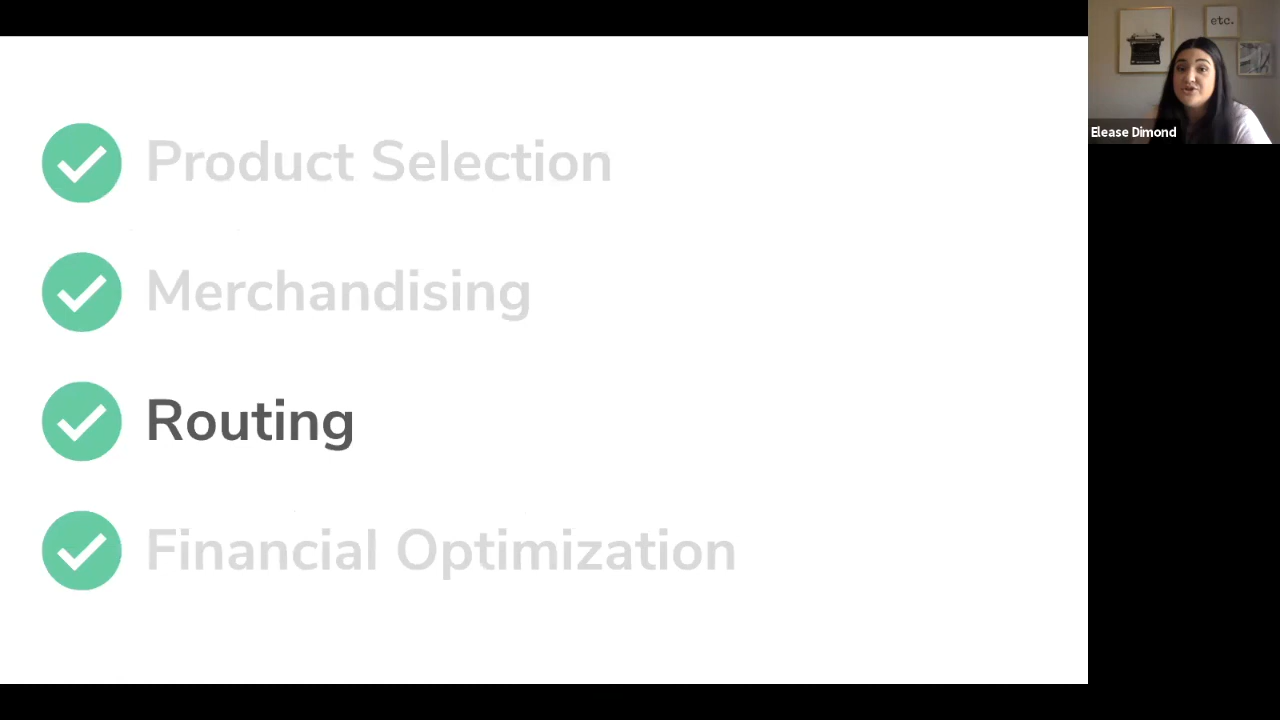 Product Selection
Merchandising
Routing
Financial Optimization
etc.
Elease Dimond